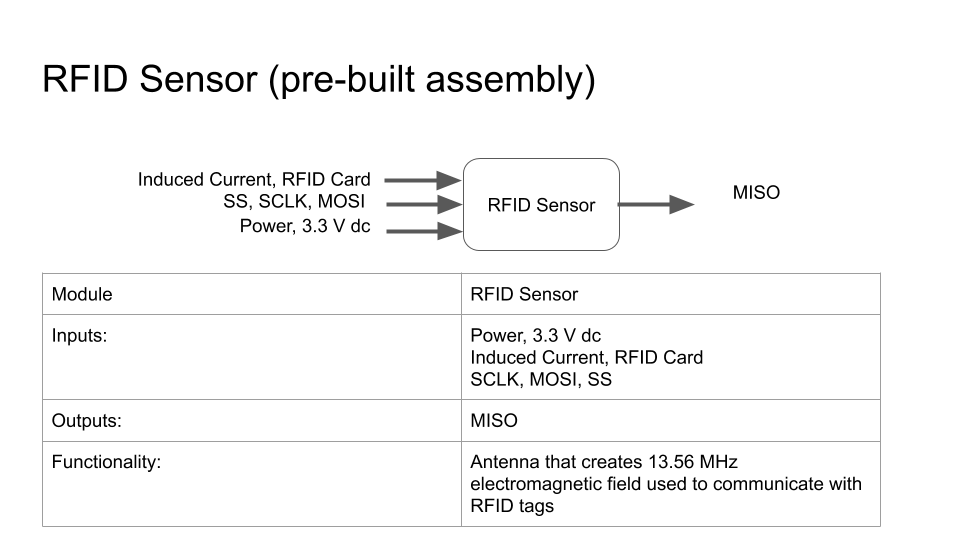 RFID Sensor (pre-built assembly)
Induced Current, RFID Card
SS, SCLK, MOSI
Power, 3.3 V dc
RFID Sensor
MISO
Module
RFID Sensor
Inputs:
Power, 3.3 V dc
Induced Current, RFID Card
SCLK, MOSI, SS
Outputs:
MISO
Functionality:
Antenna that creates 13.56 MHz
electromagnetic field used to communicate with
RFID tags